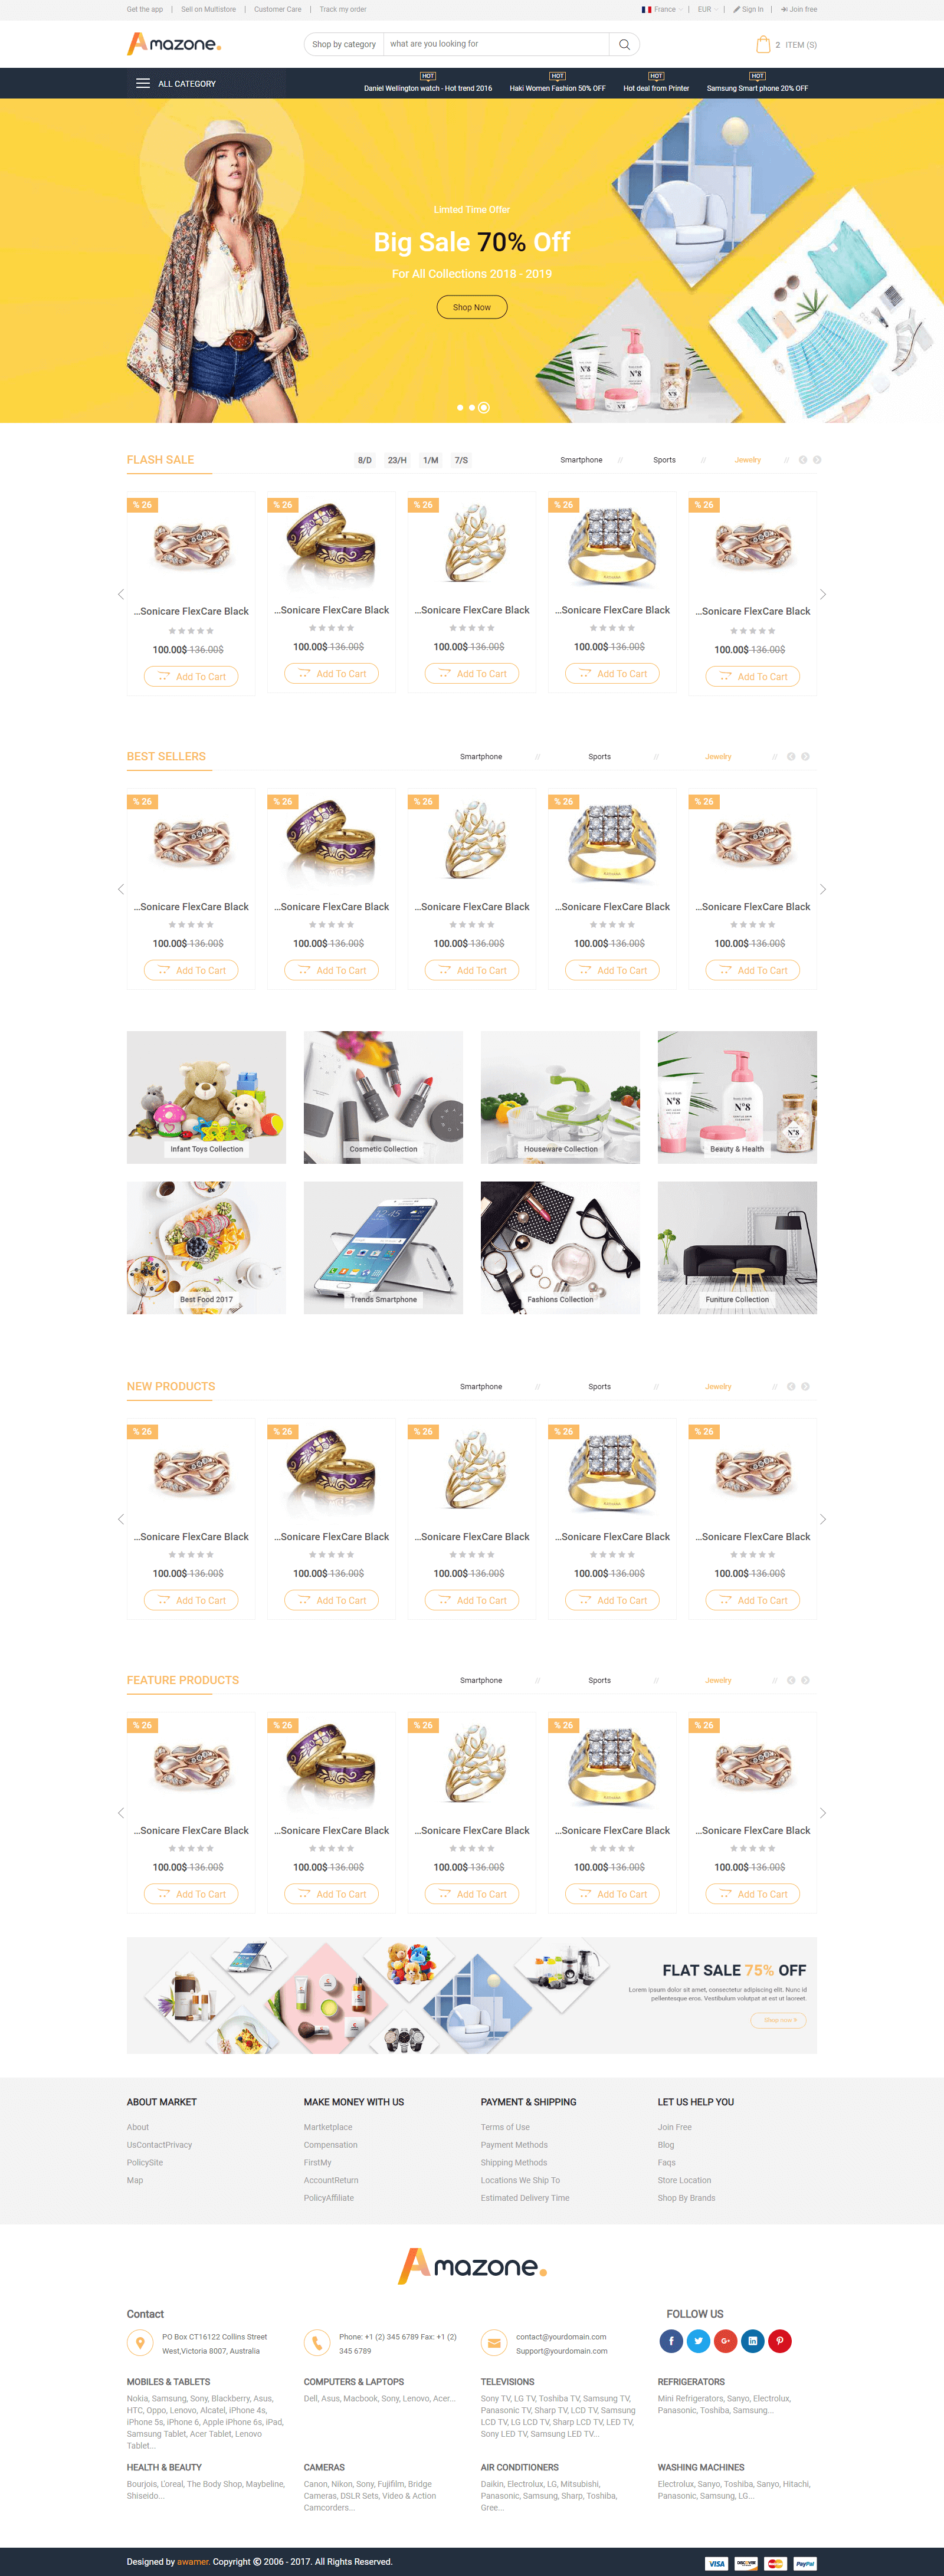 Get the app | Sell on Multistore | Customer Care | Track my order
France | EUR | Sign In | Join free
Amazone.
Shop by category
what are you looking for
2 ITEM (S)
ALL CATEGORY
HOT HOT HOT HOT
Daniel Wellington watch - Hot trend 2016
Haki Women Fashion 50% OFF
Hot deal from Printer
Samsung Smart phone 20% OFF
Limted Time Offer
Big Sale 70% Off
For All Collections 2018 - 2019
Shop Now
N°8 N°8 N°8
FLASH SALE
8/D 23/H 1/M 7/S
Smartphone // Sports // Jewelry //
% 26 % 26 % 26 % 26 % 26
...Sonicare FlexCare Black ...Sonicare FlexCare Black ...Sonicare FlexCare Black ...Sonicare FlexCare Black ...Sonicare FlexCare Black
100.00$ 136.00$ 100.00$ 136.00$ 100.00$ 136.00$ 100.00$ 136.00$ 100.00$ 136.00$
Add To Cart Add To Cart Add To Cart Add To Cart Add To Cart
BEST SELLERS
Smartphone // Sports // Jewelry //
% 26 % 26 % 26 % 26 % 26
...Sonicare FlexCare Black ...Sonicare FlexCare Black ...Sonicare FlexCare Black ...Sonicare FlexCare Black ...Sonicare FlexCare Black
100.00$ 136.00$ 100.00$ 136.00$ 100.00$ 136.00$ 100.00$ 136.00$ 100.00$ 136.00$
Add To Cart Add To Cart Add To Cart Add To Cart Add To Cart
N°8 N°8 N°8
Infant Toys Collection
Cosmetic Collection
Houseware Collection
Beauty & Health
Best Food 2017
Trends Smartphone
Fashions Collection
Funiture Collection
NEW PRODUCTS
Smartphone // Sports // Jewelry //
% 26 % 26 % 26 % 26 % 26
...Sonicare FlexCare Black ...Sonicare FlexCare Black ...Sonicare FlexCare Black ...Sonicare FlexCare Black ...Sonicare FlexCare Black
100.00$ 136.00$ 100.00$ 136.00$ 100.00$ 136.00$ 100.00$ 136.00$ 100.00$ 136.00$
Add To Cart Add To Cart Add To Cart Add To Cart Add To Cart
FEATURE PRODUCTS
Smartphone // Sports // Jewelry //
% 26 % 26 % 26 % 26 % 26
...Sonicare FlexCare Black ...Sonicare FlexCare Black ...Sonicare FlexCare Black ...Sonicare FlexCare Black ...Sonicare FlexCare Black
100.00$ 136.00$ 100.00$ 136.00$ 100.00$ 136.00$ 100.00$ 136.00$ 100.00$ 136.00$
Add To Cart Add To Cart Add To Cart Add To Cart Add To Cart
FLAT SALE 75% OFF
Lorem ipsum dolor sit amet, consectetur adipiscing elit. Nunc id
pellentesque eros. Vestibulum volutpat at est ut laoreet.
Shop now >
ABOUT MARKET
About
UsContactPrivacy
PolicySite
Map
MAKE MONEY WITH US
Martketplace
Compensation
FirstMy
AccountReturn
PolicyAffiliate
PAYMENT & SHIPPING
Terms of Use
Payment Methods
Shipping Methods
Locations We Ship To
Estimated Delivery Time
LET US HELP YOU
Join Free
Blog
Faqs
Store Location
Shop By Brands
Amazone.
Contact
PO Box CT16122 Collins Street
West,Victoria 8007, Australia
Phone: +1 (2) 345 6789 Fax: +1 (2)
345 6789
contact@yourdomain.com
Support@yourdomain.com
FOLLOW US
MOBILES & TABLETS
Nokia, Samsung, Sony, Blackberry, Asus,
HTC, Oppo, Lenovo, Alcatel, iPhone 4s,
iPhone 5s, iPhone 6, Apple iPhone 6s, iPad,
Samsung Tablet, Acer Tablet, Lenovo
Tablet...
COMPUTERS & LAPTOPS
Dell, Asus, Macbook, Sony, Lenovo, Acer...
TELEVISIONS
Sony TV, LG TV, Toshiba TV, Samsung TV,
Panasonic TV, Sharp TV, LCD TV, Samsung
LCD TV, LG LCD TV, Sharp LCD TV, LED TV,
Sony LED TV, Samsung LED TV...
REFRIGERATORS
Mini Refrigerators, Sanyo, Electrolux,
Panasonic, Toshiba, Samsung...
HEALTH & BEAUTY
Bourjois, L'oreal, The Body Shop, Maybeline,
Shiseido...
CAMERAS
Canon, Nikon, Sony, Fujifilm, Bridge
Cameras, DSLR Sets, Video & Action
Camcorders...
AIR CONDITIONERS
Daikin, Electrolux, LG, Mitsubishi,
Panasonic, Samsung, Sharp, Toshiba,
Gree...
WASHING MACHINES
Electrolux, Sanyo, Toshiba, Sanyo, Hitachi,
Panasonic, Samsung, LG...
Designed by awamer. Copyright © 2006 - 2017. All Rights Reserved.
VISA DISCOVER MasterCard PayPal